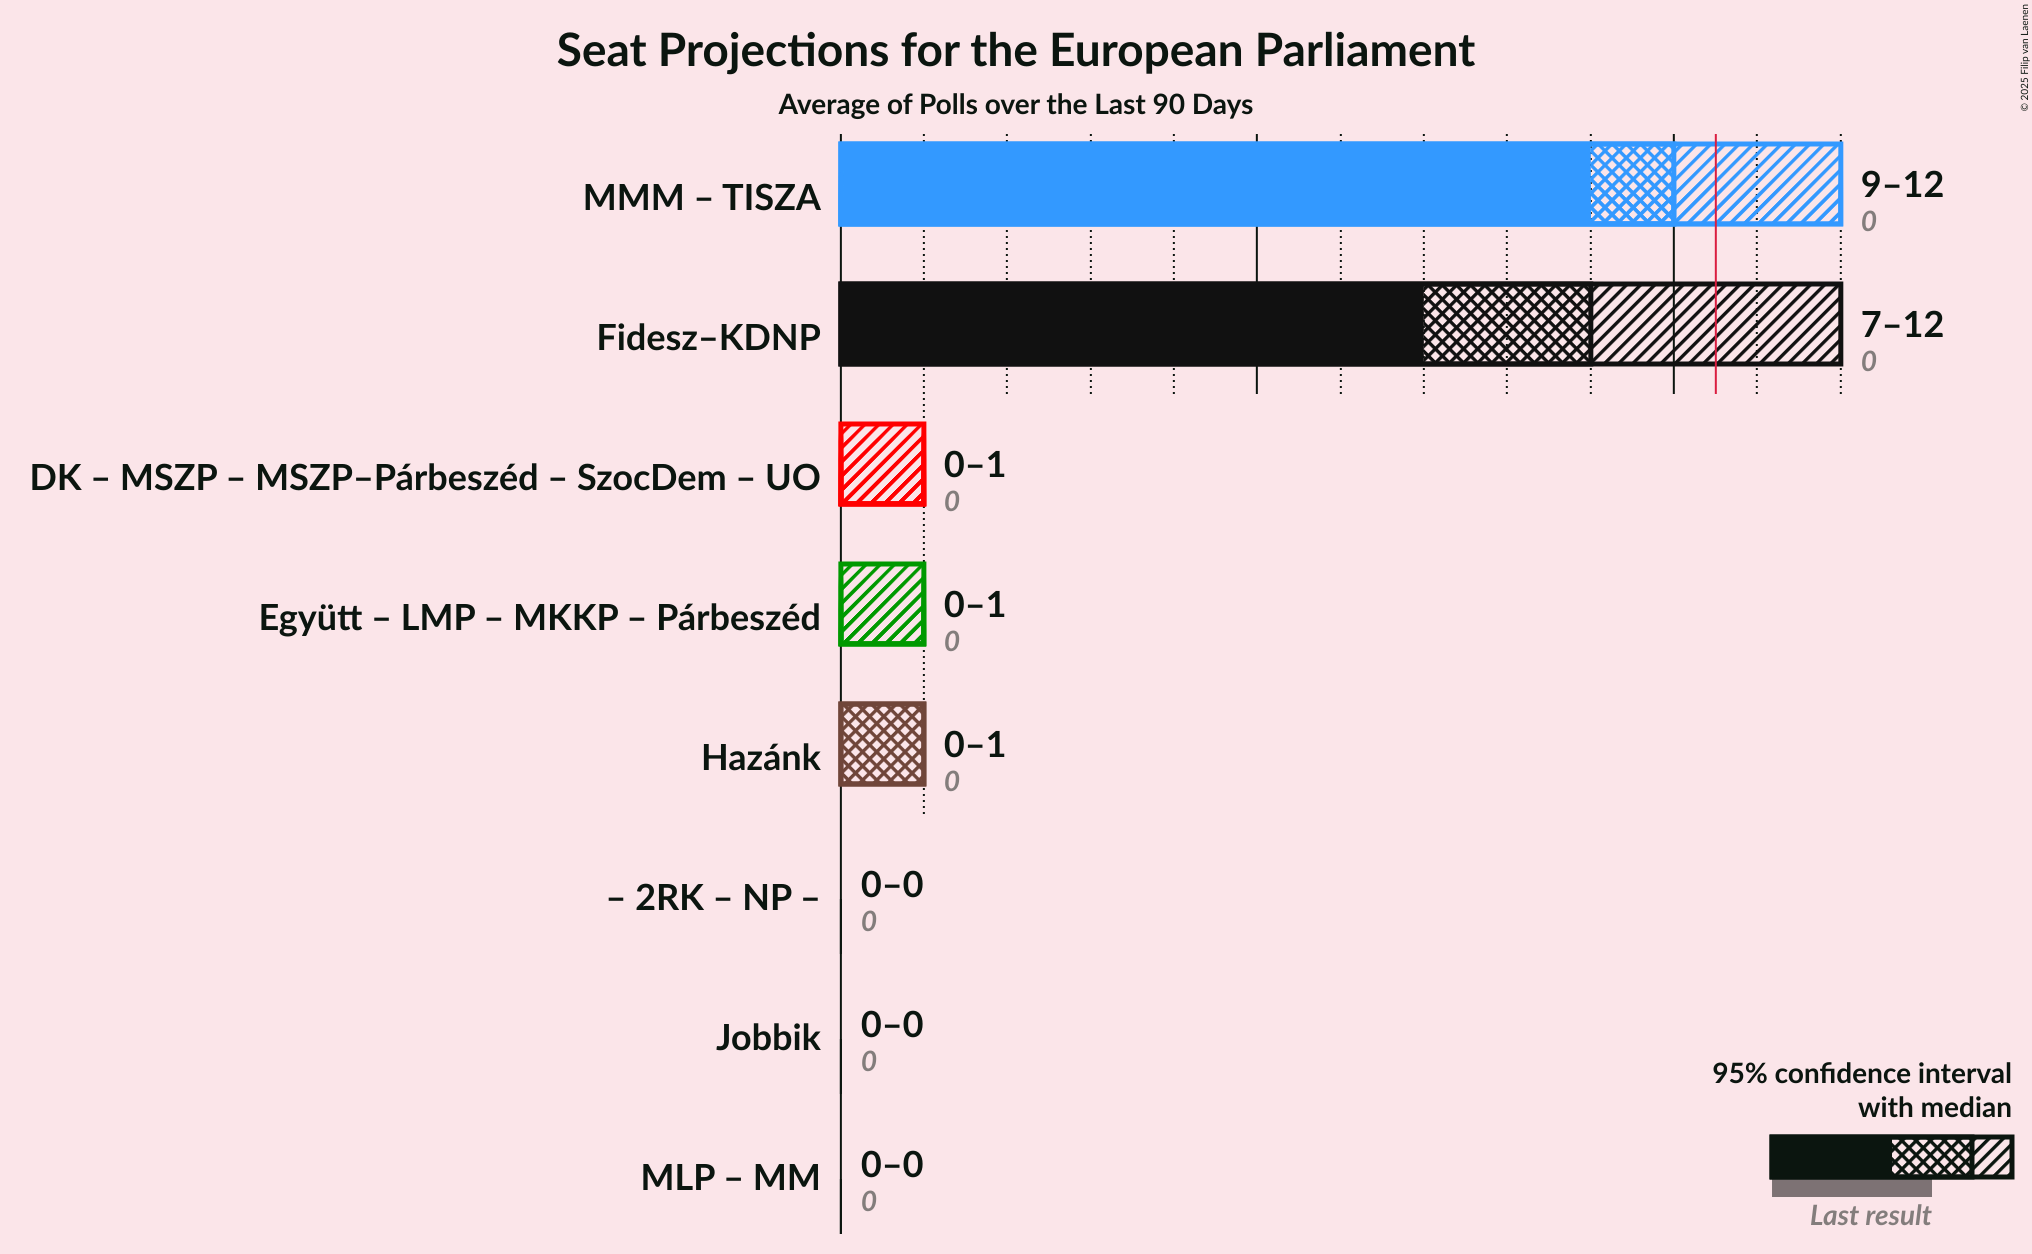 Seat Projections for the European Parliament
Average of Polls over the Last 90 Days
© 2025 Filip van Laenen
MMM – TISZA
9–12
0
Fidesz–KDNP
7–12
0
DK – MSZP – MSZP–Párbeszéd – SzocDem – UO
0–1
0
Együtt – LMP – MKKP – Párbeszéd
0–1
0
Hazánk
0–1
0
– 2RK – NP –
0–0
0
Jobbik
0–0
0
MLP – MM
0–0
0
95% confidence interval
with median
Last result